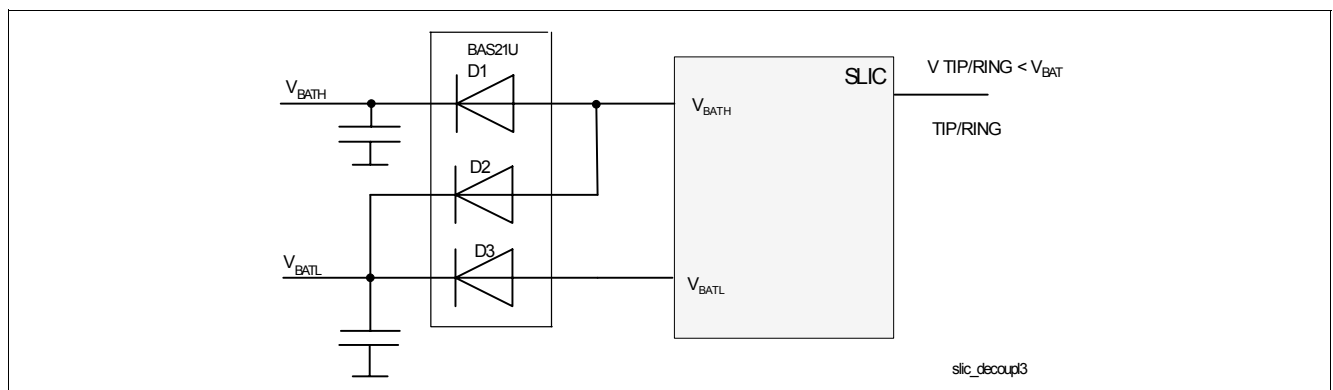 BAS21U
D1
SLIC
V TIP/RING < VBAT
VBATH
VBATH
TIP/RING
D2
D3
VBATL
VBATL
slic_decoupl3